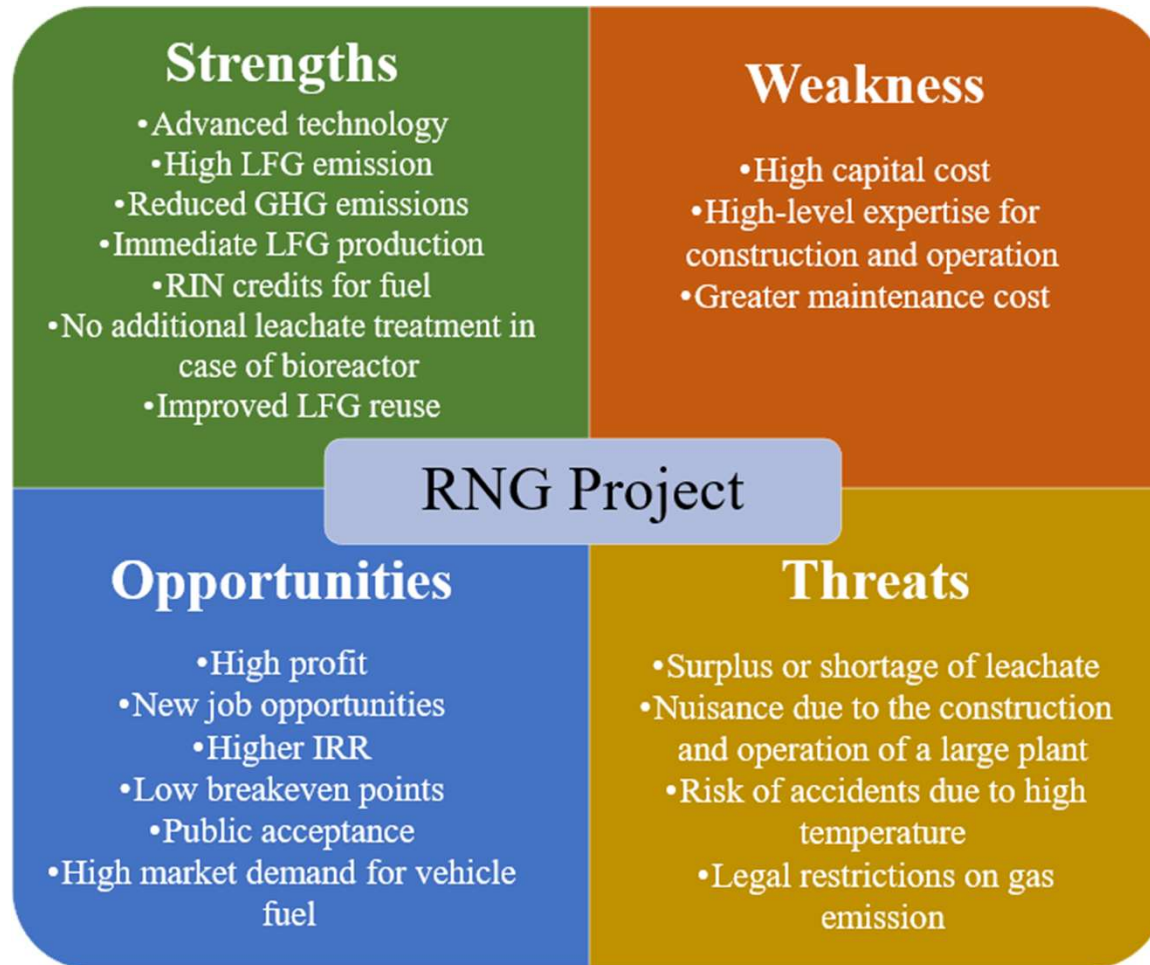 Strengths
•Advanced technology
•High LFG emission
•Reduced GHG emissions
•Immediate LFG production
•RIN credits for fuel
•No additional leachate treatment in
case of bioreactor
•Improved LFG reuse
Weakness
•High capital cost
•High-level expertise for
construction and operation
•Greater maintenance cost
RNG Project
Opportunities
•High profit
•New job opportunities
•Higher IRR
•Low breakeven points
•Public acceptance
•High market demand for vehicle
fuel
Threats
•Surplus or shortage of leachate
•Nuisance due to the construction
and operation of a large plant
•Risk of accidents due to high
temperature
•Legal restrictions on gas
emission